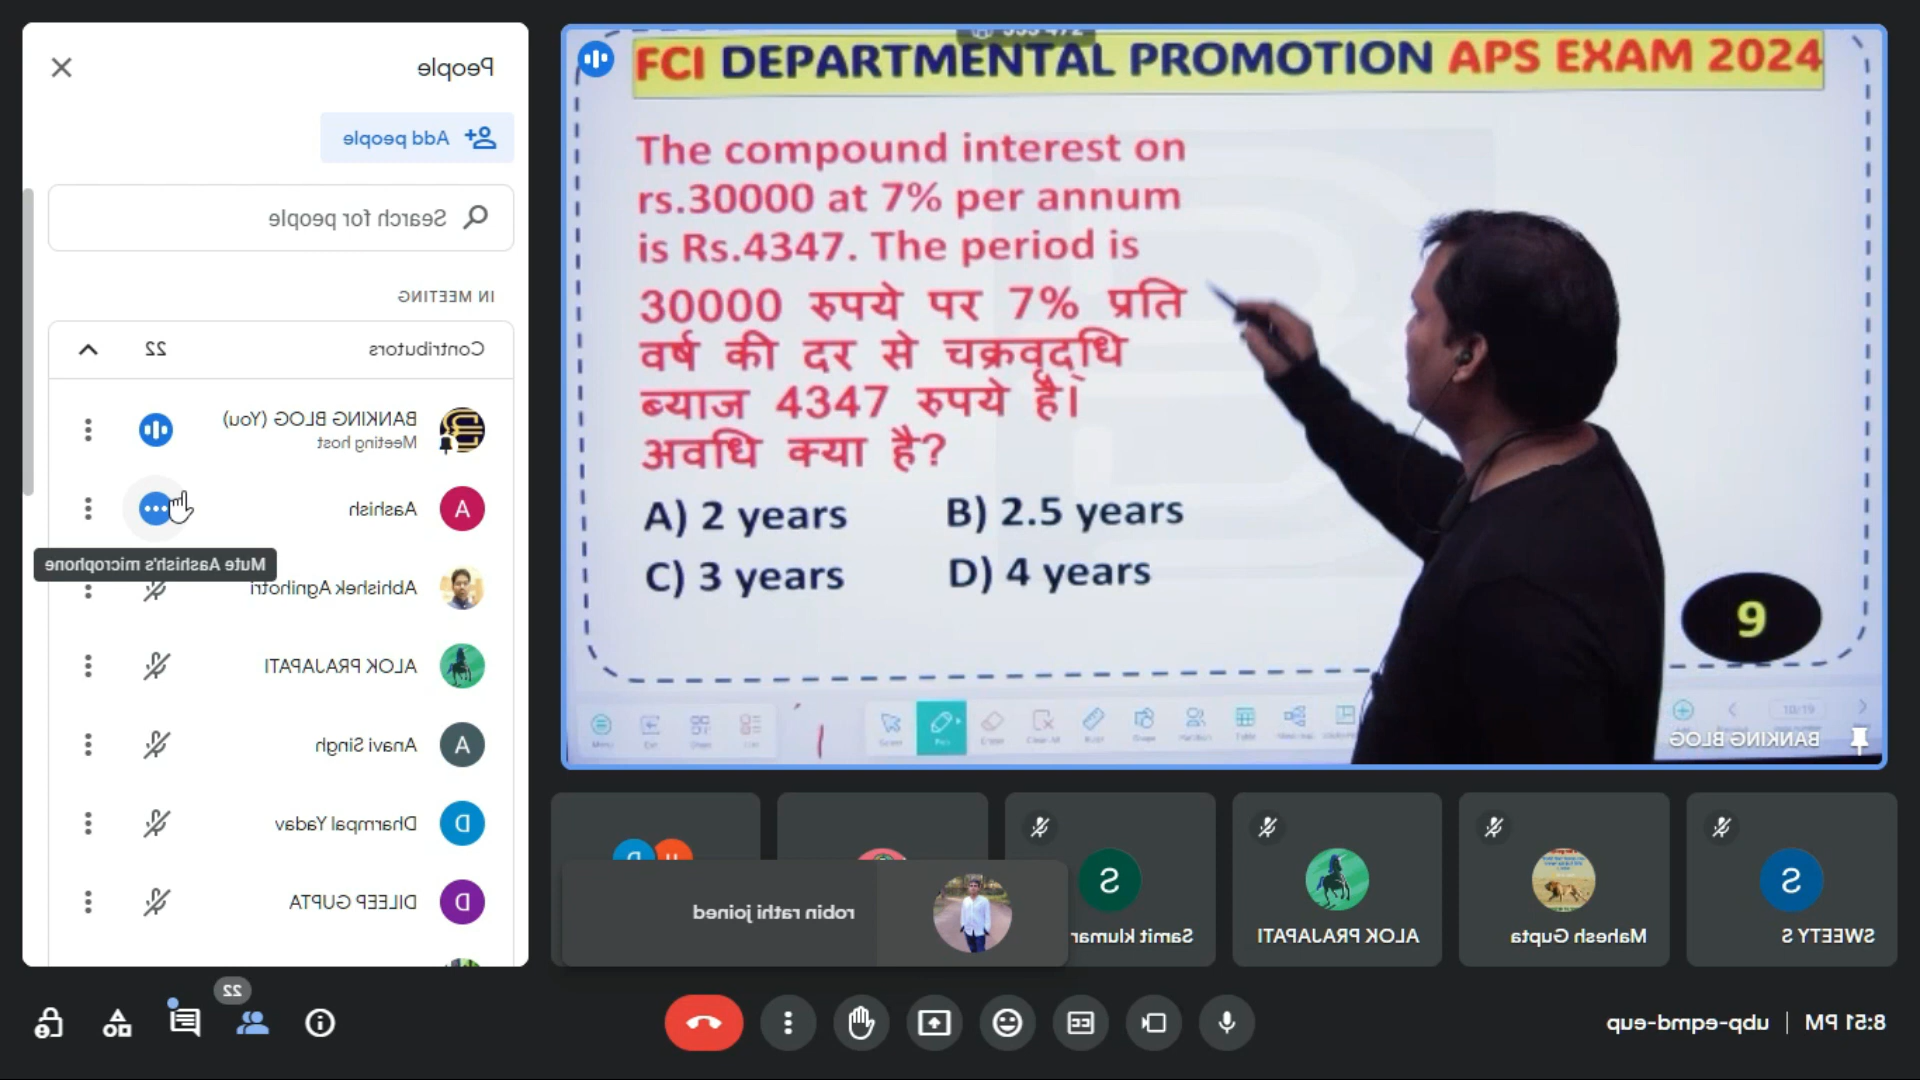 People
Add people
Search for people
IN MEETING
Contributors
22
BANKING BLOG (You)
Meeting host
Aashish
Mute Aashish's microphone
Abhishek Agnihotri
ALOK PRAJAPATI
Anavi Singh
Dharmpal Yadav
DILEEP GUPTA
A
A
D
D
FCI DEPARTMENTAL PROMOTION APS EXAM 2024
The compound interest on
rs.30000 at 7% per annum
is Rs.4347. The period is
30000 रुपये पर 7% प्रति
वर्ष की दर से चक्रवृद्धि
ब्याज 4347 रुपये है।
अवधि क्या है?
A) 2 years B) 2.5 years
C) 3 years D) 4 years
9
10/19
BANKING BLOG
robin rathi joined
S
Samit kumar
ALOK PRAJAPATI
Mahesh Gupta
S
SWEETY S
22
8:51 PM | ubp-eqmd-eup